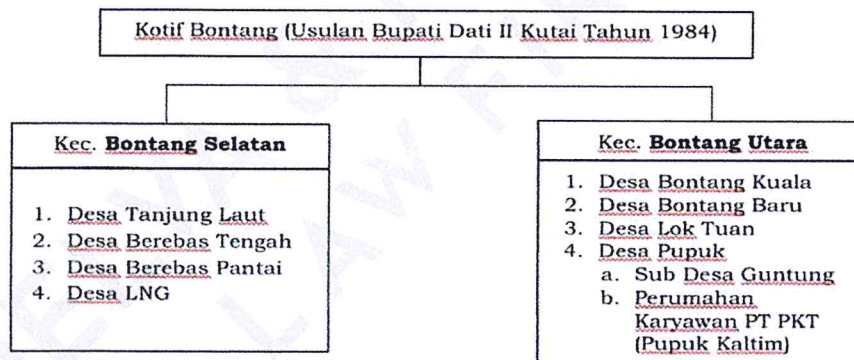 Kotif Bontang (Usulan Bupati Dati II Kutai Tahun 1984)
Kec. Bontang Selatan
1. Desa Tanjung Laut
2. Desa Berebas Tengah
3. Desa Berebas Pantai
4. Desa LNG
Kec. Bontang Utara
1. Desa Bontang Kuala
2. Desa Bontang Baru
3. Desa Lok Tuan
4. Desa Pupuk
a. Sub Desa Guntung
b. Perumahan
Karyawan PT PKT
(Pupuk Kaltim)
LAW FI